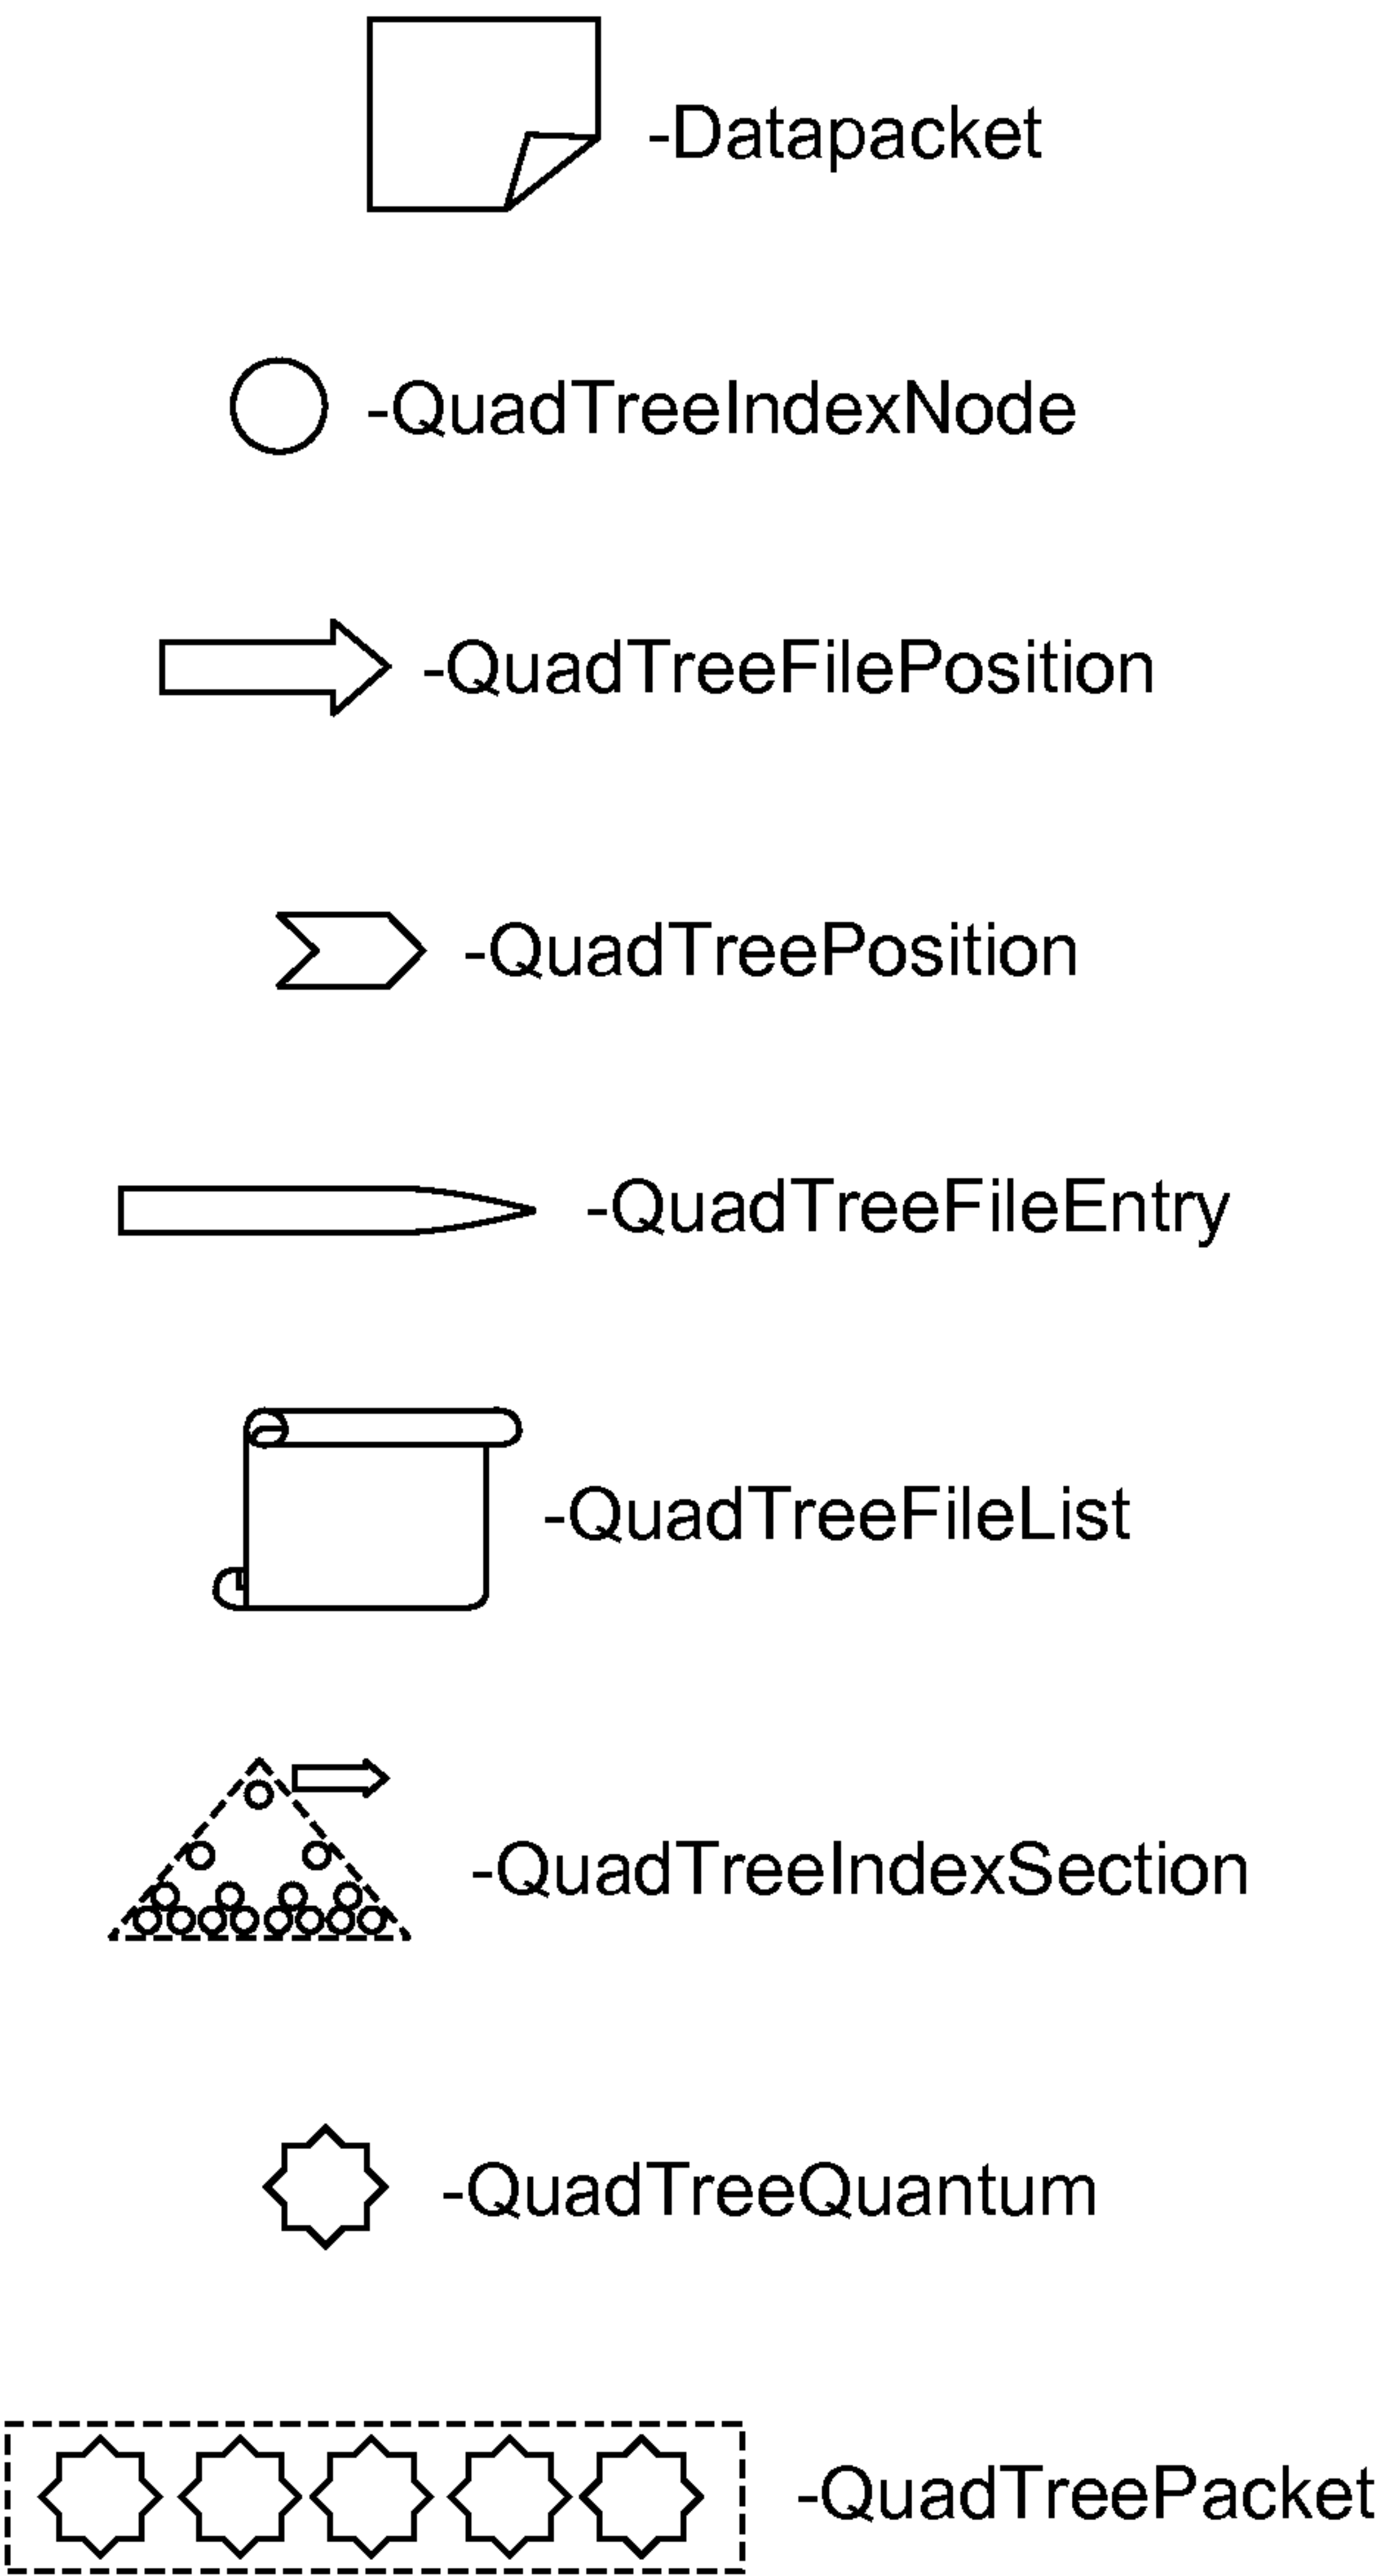 -Datapacket
-QuadTreeIndexNode
-QuadTreeFilePosition
-QuadTreePosition
-QuadTreeFileEntry
-QuadTreeFileList
-QuadTreeIndexSection
-QuadTreeQuantum
-QuadTreePacket